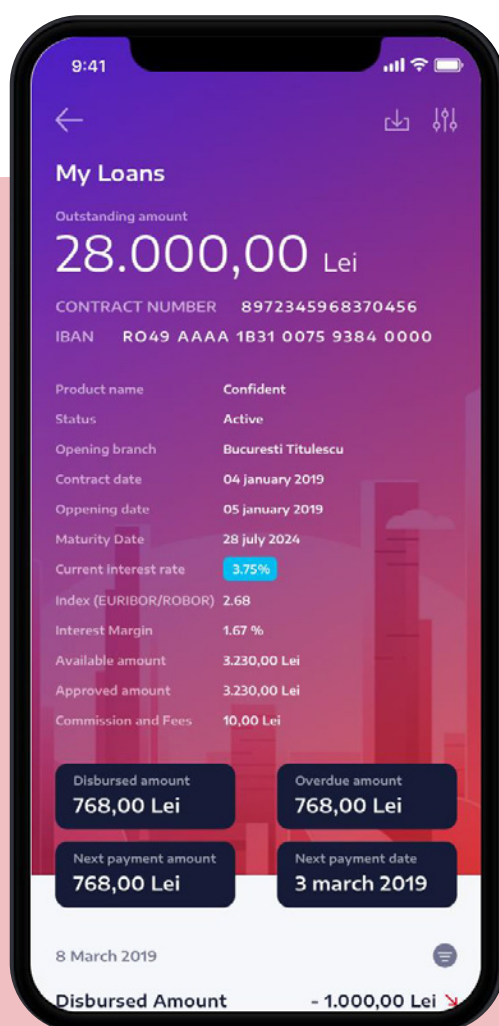 9:41
My Loans
Outstanding amount
28.000,00 Lei
CONTRACT NUMBER 8972345968370456
IBAN RO49 AAAA 1B31 0075 9384 0000
Product name Confident
Status Active
Opening branch Bucuresti Titulescu
Contract date 04 january 2019
Oppening date 05 january 2019
Maturity Date 28 july 2024
Current interest rate 3.75%
Index (EURIBOR/ROBOR) 2.68
Interest Margin 1.67 %
Available amount 3.230,00 Lei
Approved amount 3.230,00 Lei
Commission and Fees 10,00 Lei
Disbursed amount Overdue amount
768,00 Lei 768,00 Lei
Next payment amount Next payment date
768,00 Lei 3 march 2019
8 March 2019
Disbursed Amount - 1.000,00 Lei